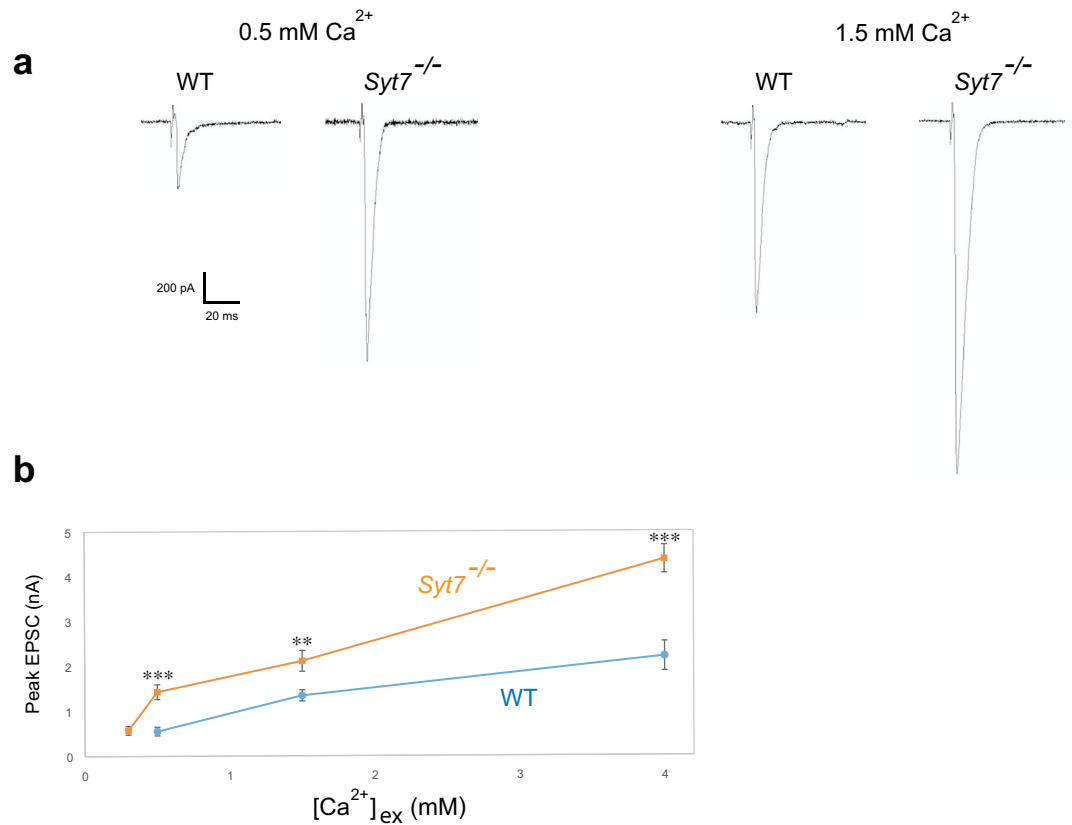 0.5 mM Ca2+
1.5 mM Ca2+
a
WT
Syt7-/-
WT
Syt7-/-
200 pA
20 ms
b
Peak EPSC (nA)
5
4
3
2
1
0
***
**
***
Syt7-/-
WT
0
1
2
3
4
[Ca2+]ex (mM)